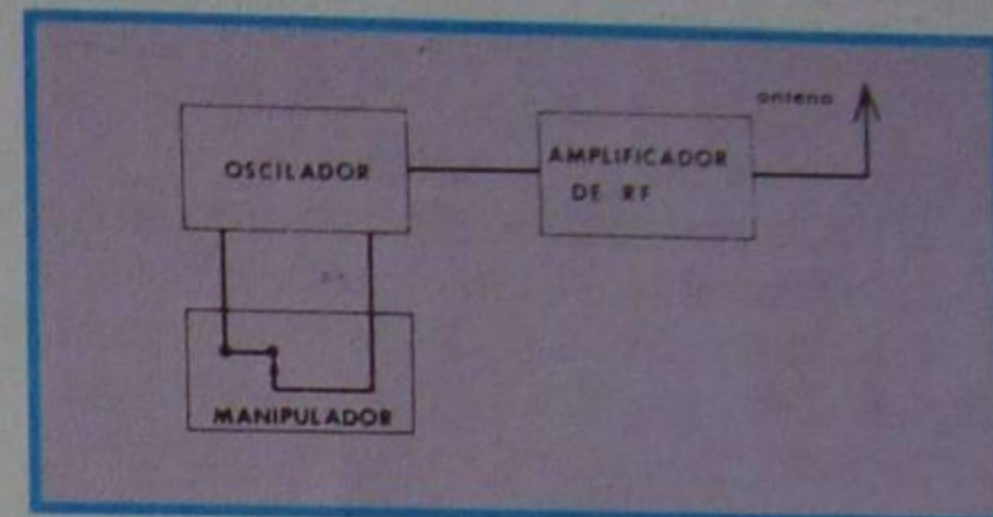 antena
OSCILADOR
AMPLIFICADOR
DE RF
MANIPULADOR